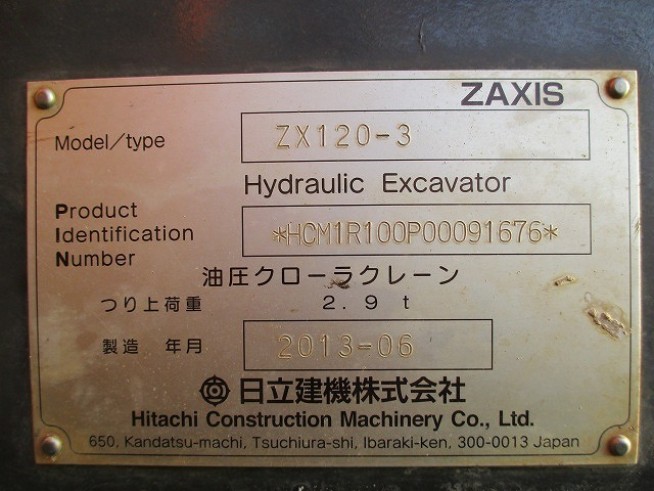 ZAXIS
Model/type ZX120-3
Hydraulic Excavator
Product
Identification
Number
*HCM1R100P00091676*
油圧クローラクレーン
つり上荷重 2.9 t
製造 年月 2013-06
日立建機株式会社
Hitachi Construction Machinery Co., Ltd.
650, Kandatsu-machi, Tsuchiura-shi, Ibaraki-ken, 300-0013 Japan